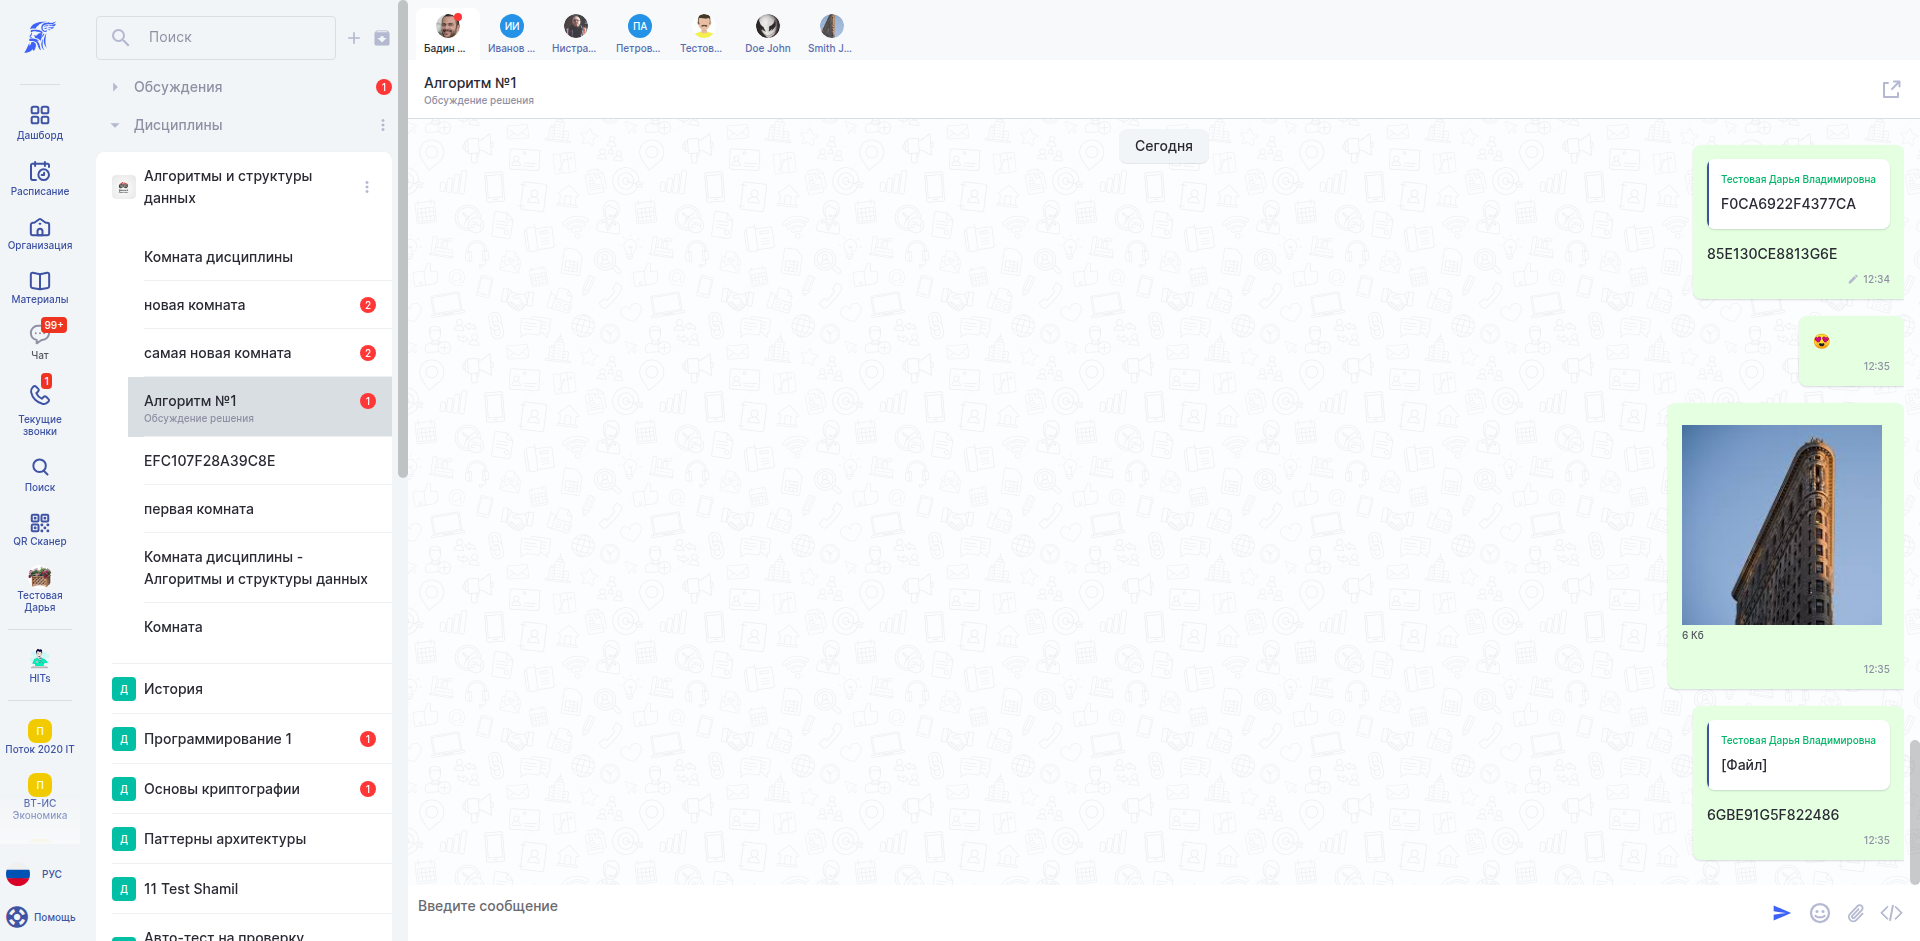 Дашборд
Расписание
Организация
Материалы
99+
Чат
1
Текущие
звонки
Поиск
QR Сканер
Тестовая
Дарья
HITs
П
Поток 2020 IT
П
ВТ-ИС
Экономика
РУС
Помощь
Поиск
Обсуждения
1
Дисциплины
Алгоритмы и структуры
данных
Комната дисциплины
новая комната
2
самая новая комната
2
Алгоритм №1
1
Обсуждение решения
EFC107F28A39C8E
первая комната
Комната дисциплины -
Алгоритмы и структуры данных
Комната
Д
История
Д
Программирование 1
1
Д
Основы криптографии
1
Д
Паттерны архитектуры
Д
11 Test Shamil
Авто-тест на проверку
Бадин ...
ИИ
Иванов ...
Нистра...
ПА
Петров...
Тестов...
Doe John
Smith J...
Алгоритм №1
Обсуждение решения
Сегодня
Тестовая Дарья Владимировна
F0CA6922F4377CA
85E130CE8813G6E
12:34
12:35
6 Кб
12:35
Тестовая Дарья Владимировна
[Файл]
6GBE91G5F822486
12:35
Введите сообщение